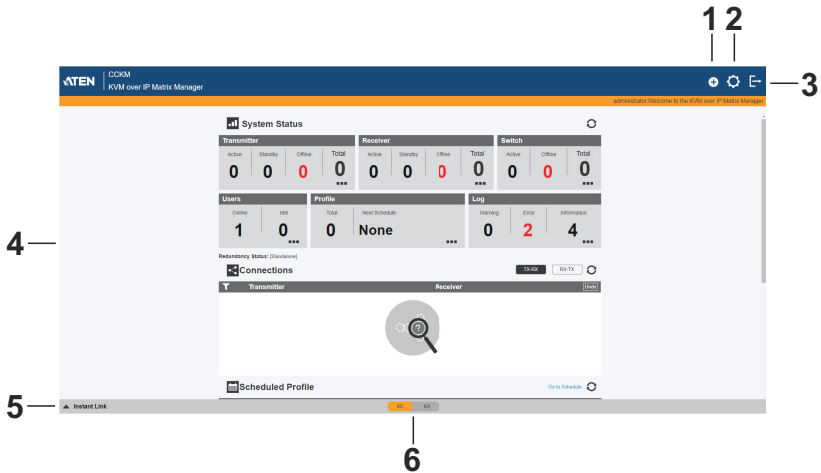 1 2
ATEN
CCKM
KVM over IP Matrix Manager
3
administrator,Welcome to the KVM over IP Matrix Manager
System Status
Transmitter Receiver Switch
Active Standby Offline Total Active Standby Offline Total Active Offline Total
0 0 0 0 0 0 0 0 0 0 0
Users Profile Log
Online Idle Total Next Schedule Warning Error Information
1 0 0 None 0 2 4
4
Redundancy Status: [Standalone]
Connections TX-RX RX-TX
Transmitter Receiver Undo
?
Scheduled Profile Go to Schedule
5 Instant Link KE KX
6